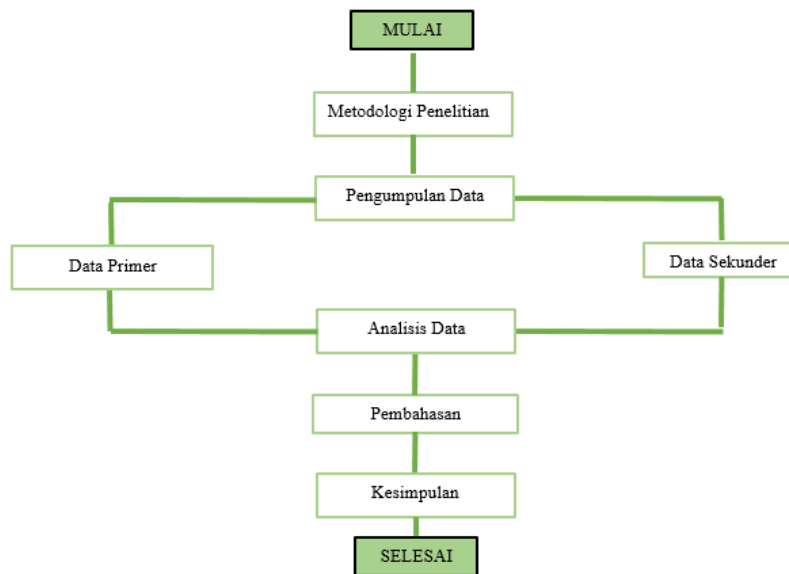 MULAI
Metodologi Penelitian
Pengumpulan Data
Data Primer
Data Sekunder
Analisis Data
Pembahasan
Kesimpulan
SELESAI